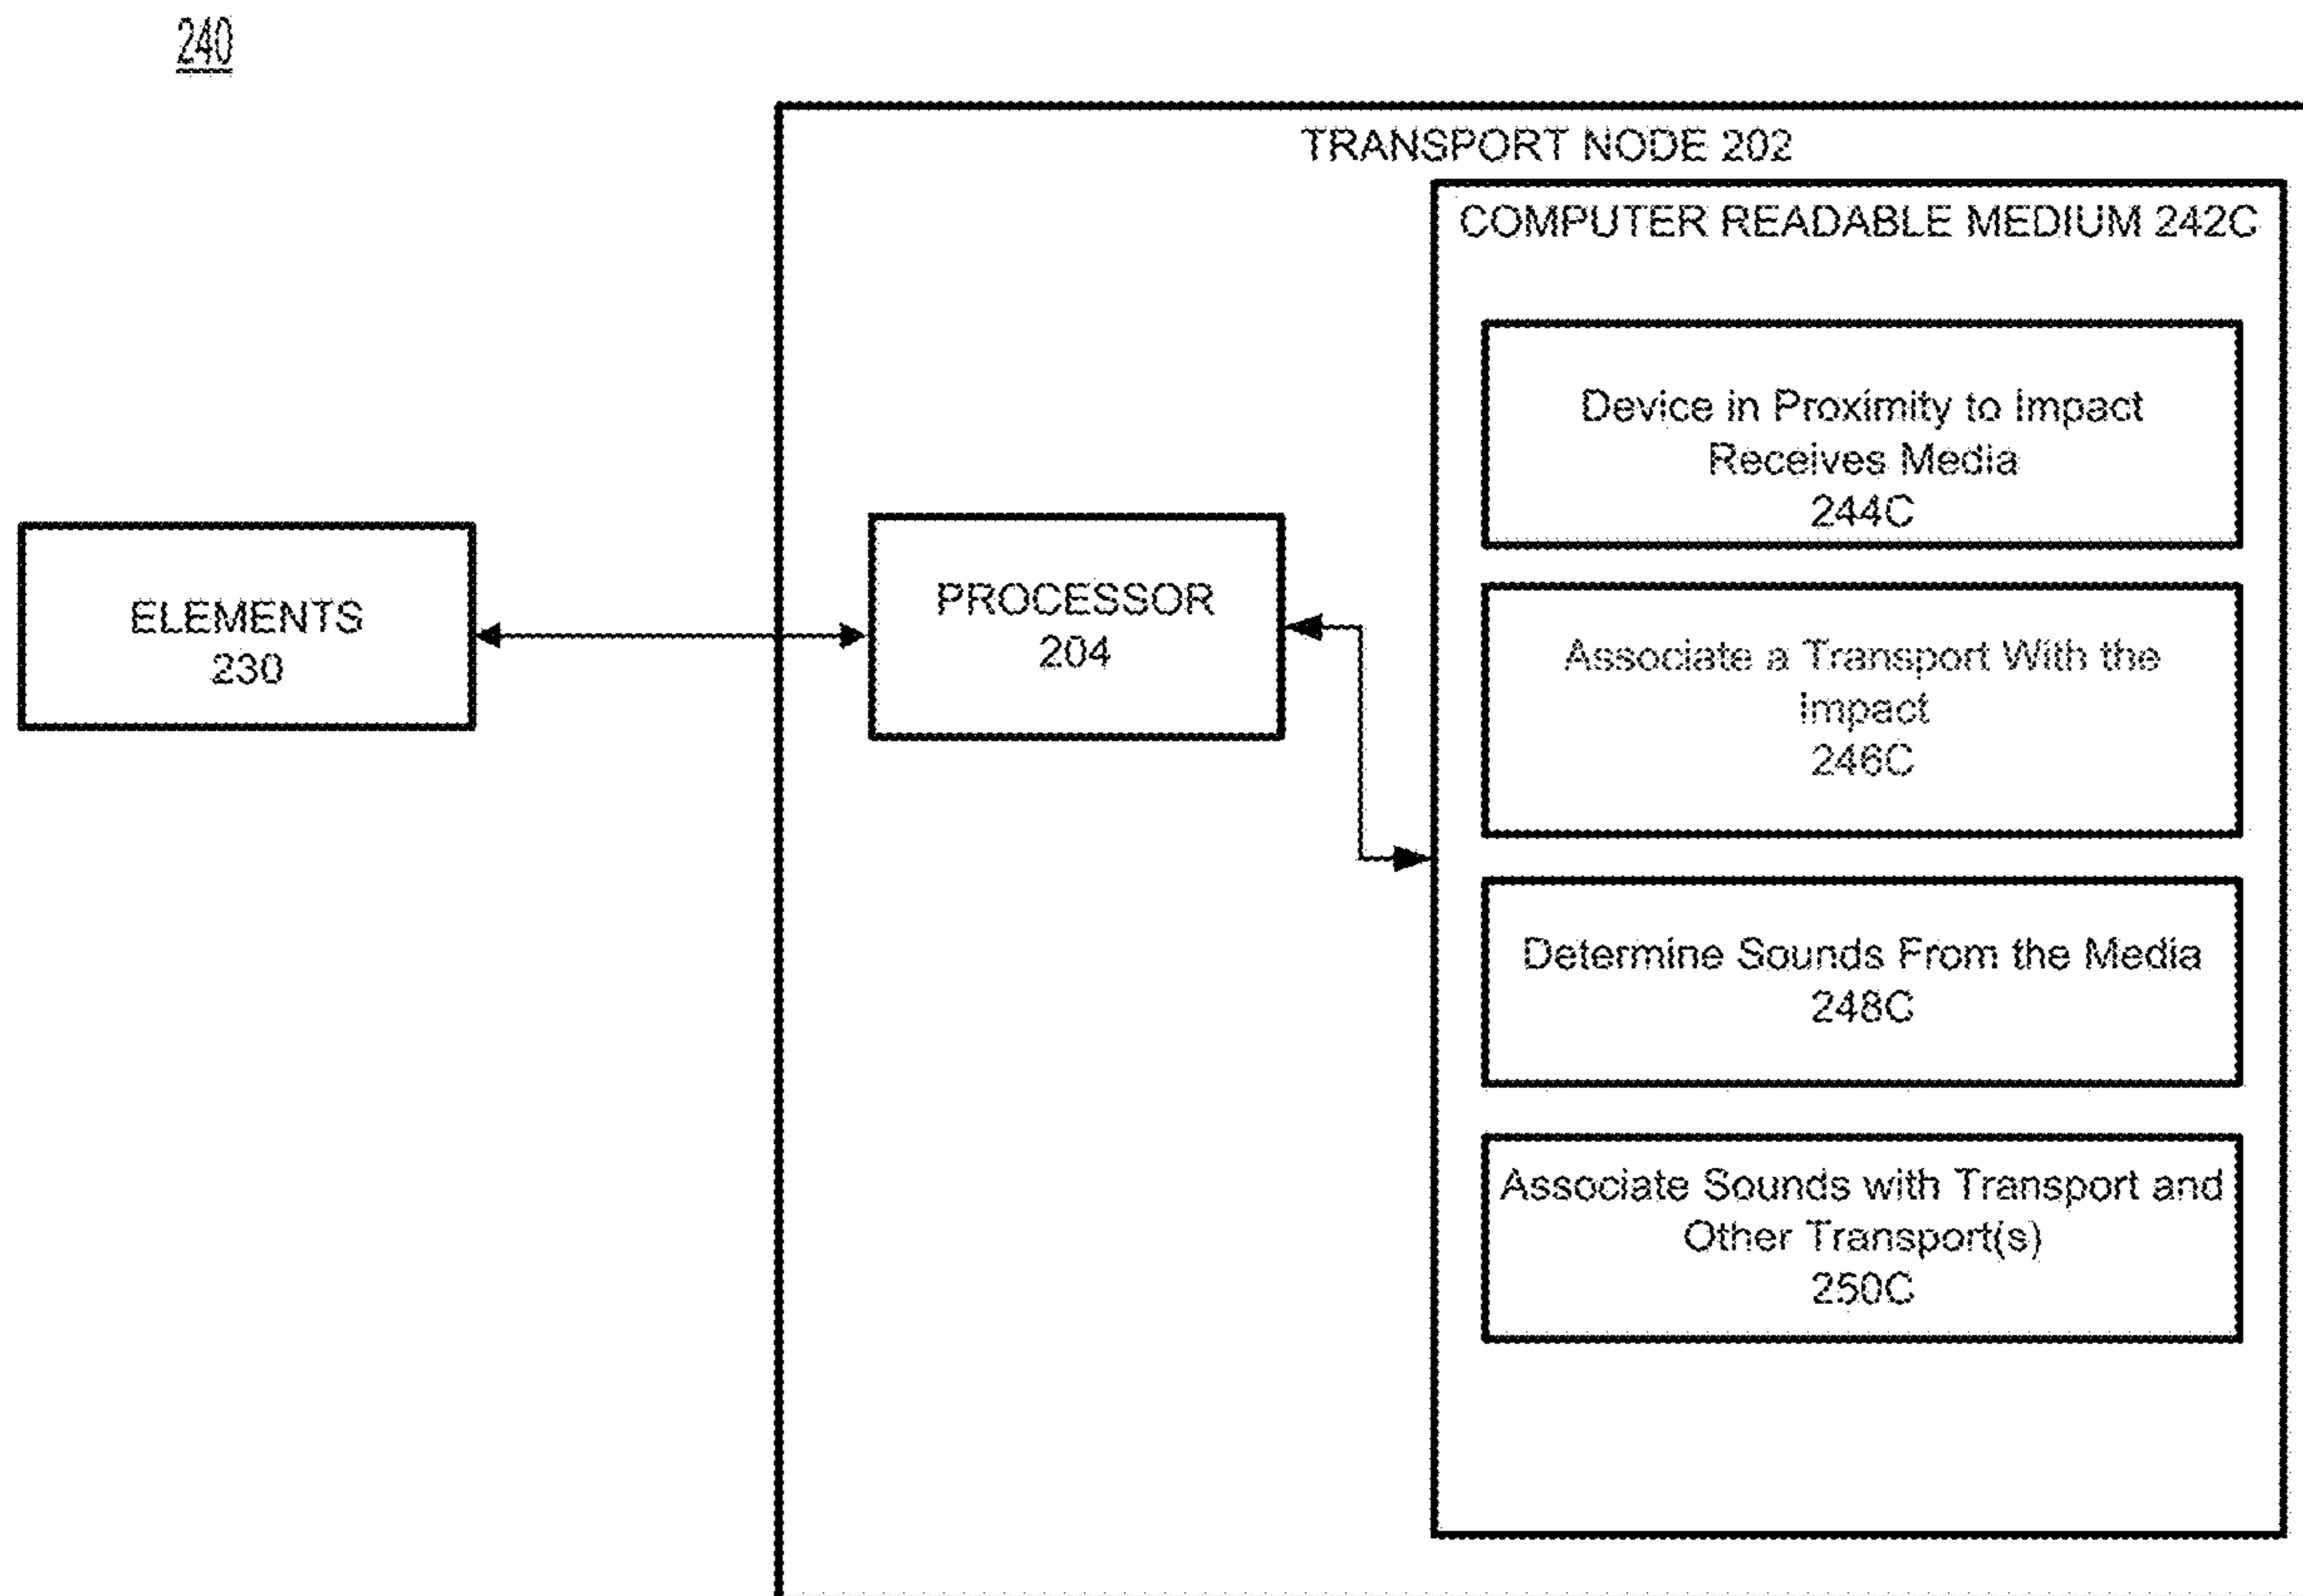 240
TRANSPORT NODE 202
COMPUTER READABLE MEDIUM 242C
Device in Proximity to Impact
Receives Media
244C
ELEMENTS
230
PROCESSOR
204
Associate a Transport With the
Impact
246C
Determine Sounds From the Media
248C
Associate Sounds with Transport and
Other Transport(s)
250C